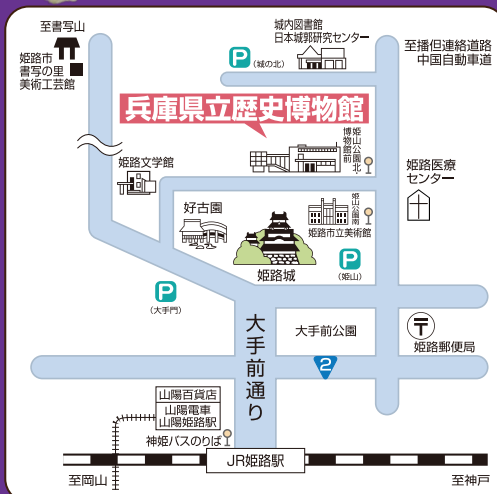 至書写山
姫路市
書写の里
美術工芸館
城内図書館
日本城郭研究センター
P
(城の北)
至播但連絡道路
中国自動車道
兵庫県立歴史博物館
姫山公園北・
博物館前
姫路文学館
姫路医療
センター
好古園
姫山公園南
姫路市立美術館
姫路城
P
(姫山)
P
(大手門)
大手前通り
大手前公園
〒
姫路郵便局
2
山陽百貨店
山陽電車
山陽姫路駅
神姫バスのりば
JR姫路駅
至岡山
至神戸